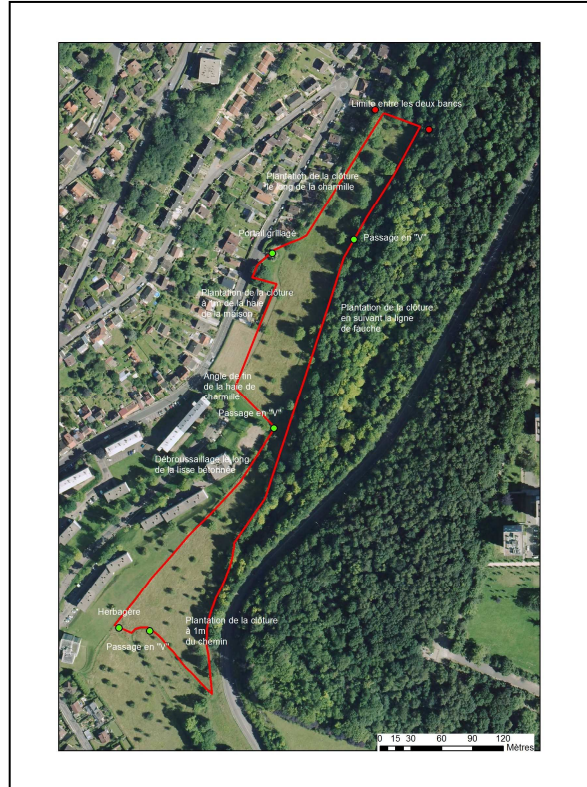 Limite entre les deux bancs
Plantation de la clôture
le long de la charmille
Portail grillagé
Passage en "V"
Plantation de la clôture
à 1m de la haie
de la maison
Plantation de la clôture
en suivant la ligne
de fauche
Angle de fin
de la haie de
charmille
Passage en "V"
Débroussaillage le long
de la lisse bétonnée
Herbagère
Plantation de la clôture
à 1m
du chemin
Passage en "V"
0 15 30 60 90 120
Mètres